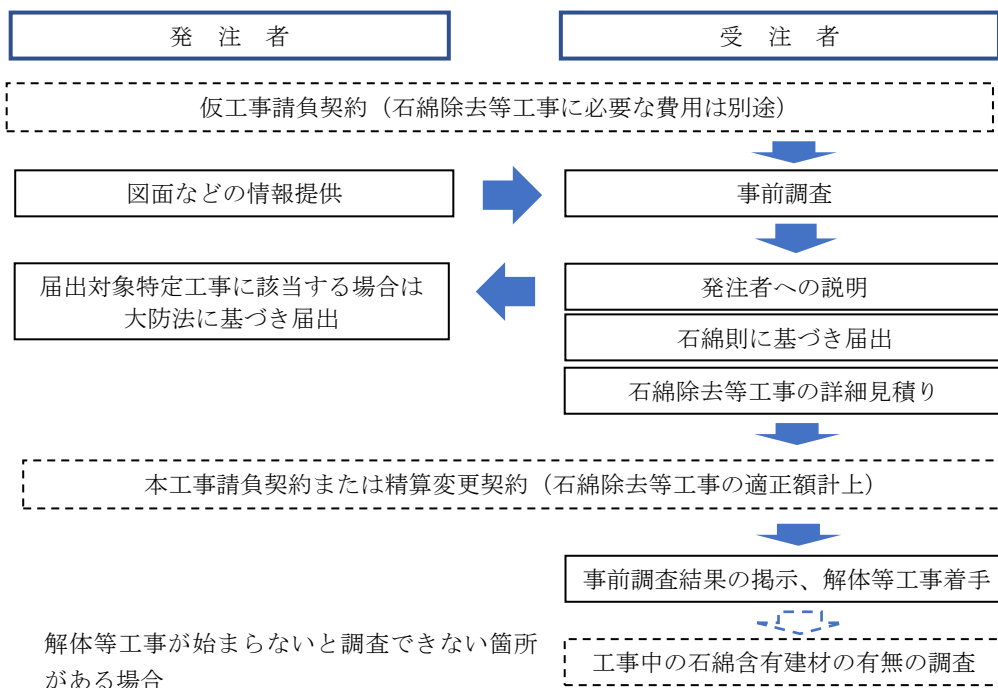 発 注 者
受 注 者
仮工事請負契約（石綿除去等工事に必要な費用は別途）
図面などの情報提供
事前調査
届出対象特定工事に該当する場合は
大防法に基づき届出
発注者への説明
石綿則に基づき届出
石綿除去等工事の詳細見積り
本工事請負契約または精算変更契約（石綿除去等工事の適正額計上）
事前調査結果の掲示、解体等工事着手
解体等工事が始まらないと調査できない箇所
がある場合
工事中の石綿含有建材の有無の調査